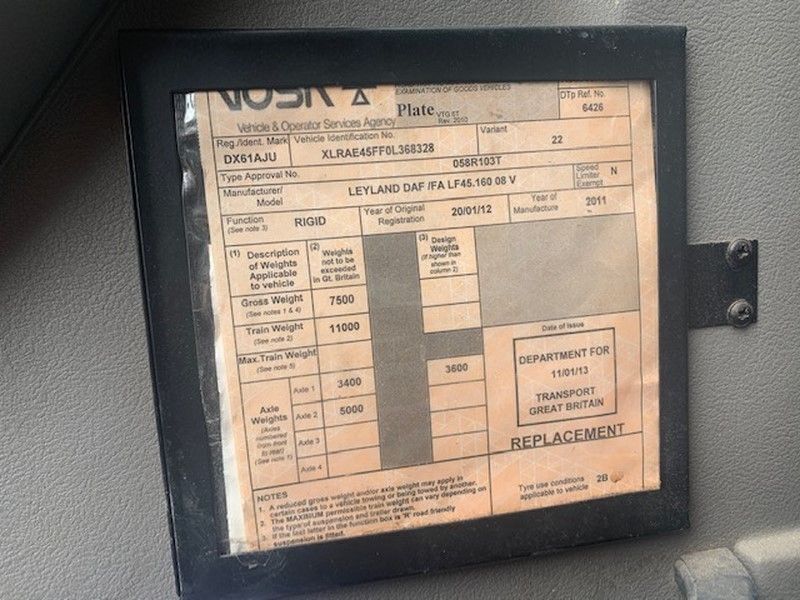 VOSA
EXAMINATION OF GOODS VEHICLES
Plate VTG 6T
Rev. 2010
DTp Ref. No.
6426
Vehicle & Operator Services Agency
Reg./Ident. Mark
DX61AJU
Vehicle Identification No.
XLRAE45FF0L368328
Variant
22
Type Approval No.
058R103T
Manufacturer/
Model
LEYLAND DAF /FA LF45.160 08 V
Speed
Limiter
Exempt
N
Function
(See note 3)
RIGID
Year of Original
Registration
20/01/12
Year of
Manufacture
2011
(1) Description
of Weights
Applicable
to vehicle
(2) Weights
not to be
exceeded
in Gt. Britain
(3) Design
Weights
(if higher than
shown in
column 2)
Gross Weight
(See notes 1 & 4)
7500
Train Weight
(See note 2)
11000
Max.Train Weight
(See note 5)
Axle
Weights
(Axles
numbered
from front
to rear)
(See note 1)
Axle 1
3400
3600
Axle 2
5000
Axle 3
Axle 4
Date of Issue
DEPARTMENT FOR
11/01/13
TRANSPORT
GREAT BRITAIN
REPLACEMENT
Tyre use conditions
applicable to vehicle
2B
NOTES
1. A reduced gross weight and/or axle weight may apply in
certain cases to a vehicle towing or being towed by another.
2. The MAXIMUM permissible train weight can vary depending on
the type of suspension and trailer drawn.
3. If the last letter in the function box is 'R' road friendly
suspension is fitted.